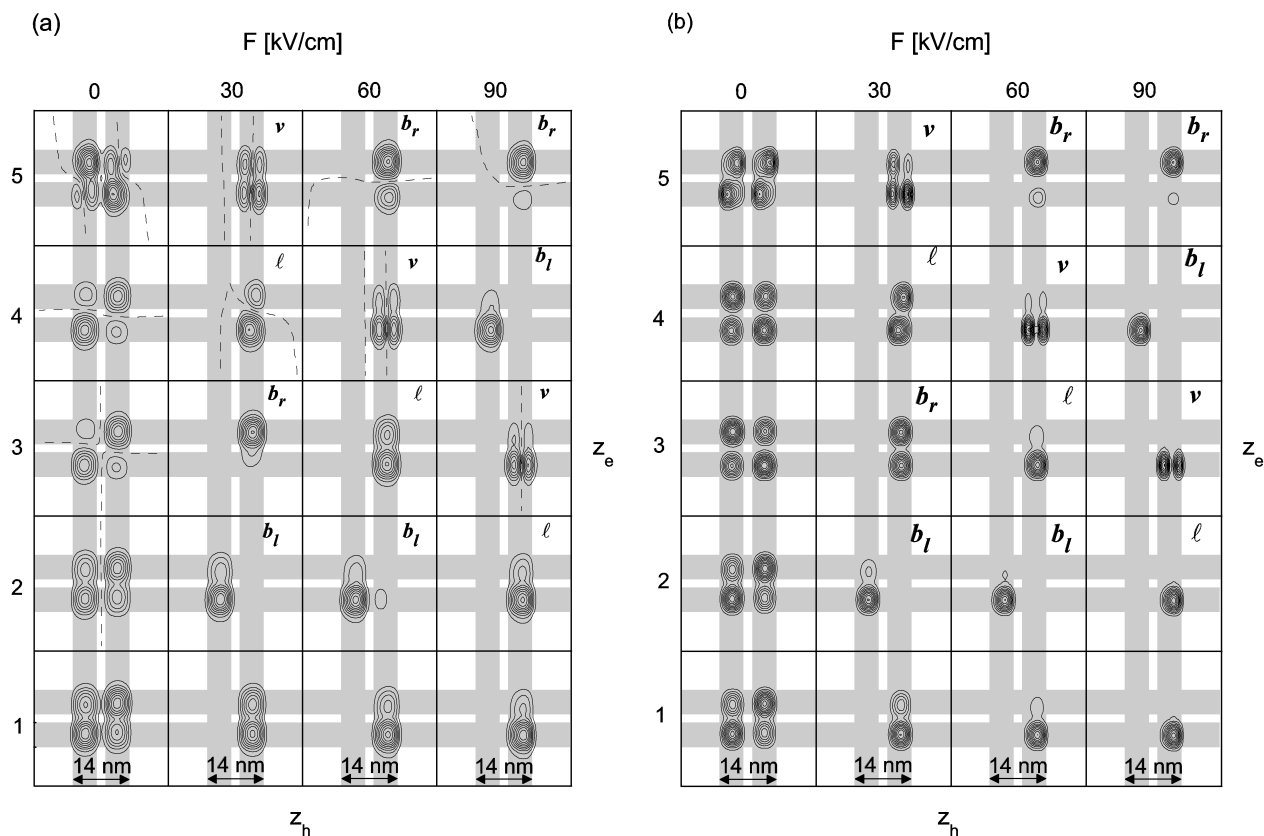 (a)
F [kV/cm]
0 30 60 90
5 v b_r b_r
4 ℓ v b_l
3 b_r ℓ v
2 b_l b_l ℓ
1
14 nm 14 nm 14 nm 14 nm
z_h
z_e
(b)
F [kV/cm]
0 30 60 90
5 v b_r b_r
4 ℓ v b_l
3 b_r ℓ v
2 b_l b_l ℓ
1
14 nm 14 nm 14 nm 14 nm
z_h
z_e